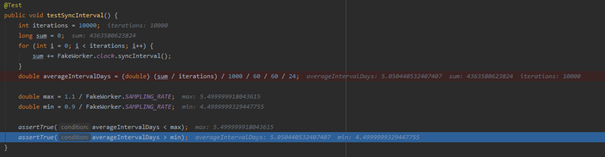 @Test
public void testSyncInterval() {
int iterations = 10000; iterations: 10000
long sum = 0; sum: 4363580623824
for (int i = 0; i < iterations; i++) {
sum += FakeWorker.clock.syncInterval();
}
double averageIntervalDays = (double) (sum / iterations) / 1000 / 60 / 60 / 24; averageIntervalDays: 5.050440532407407 sum: 4363580623824 iterations: 10000
double max = 1.1 / FakeWorker.SAMPLING_RATE; max: 5.499999918043615
double min = 0.9 / FakeWorker.SAMPLING_RATE; min: 4.4999999329447755
assertTrue( condition: averageIntervalDays < max); max: 5.499999918043615
assertTrue( condition: averageIntervalDays > min); averageIntervalDays: 5.050440532407407 min: 4.4999999329447755
}